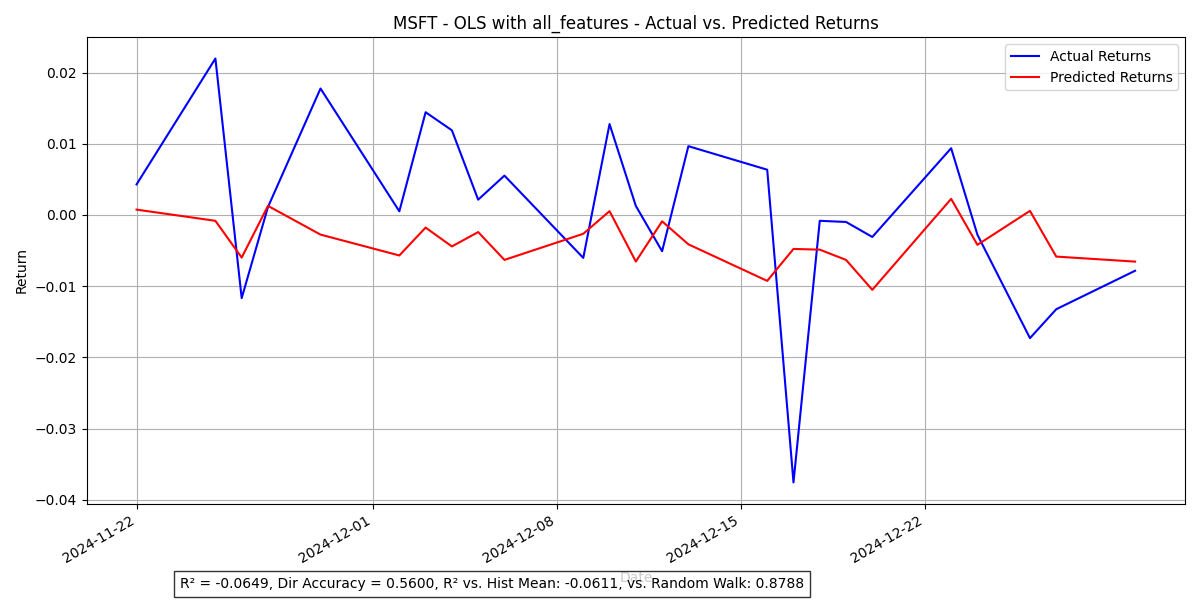 MSFT - OLS with all_features - Actual vs. Predicted Returns
Actual Returns
Predicted Returns
Return
0.02
0.01
0.00
−0.01
−0.02
−0.03
−0.04
2024-11-22
2024-12-01
2024-12-08
2024-12-15
2024-12-22
Date
R² = -0.0649, Dir Accuracy = 0.5600, R² vs. Hist Mean: -0.0611, vs. Random Walk: 0.8788